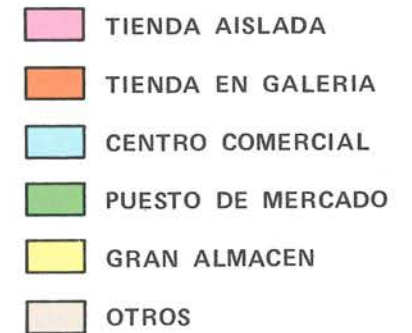 TIENDA AISLADA
TIENDA EN GALERIA
CENTRO COMERCIAL
PUESTO DE MERCADO
GRAN ALMACEN
OTROS